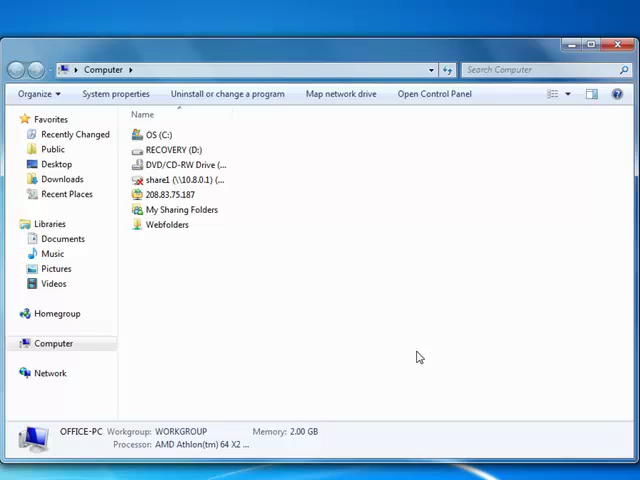 Computer
Search Computer
Organize
System properties
Uninstall or change a program
Map network drive
Open Control Panel
Name
Favorites
Recently Changed
Public
Desktop
Downloads
Recent Places
Libraries
Documents
Music
Pictures
Videos
Homegroup
Computer
Network
OS (C:)
RECOVERY (D:)
DVD/CD-RW Drive (...
share1 (\\10.8.0.1) (...
208.83.75.187
My Sharing Folders
Webfolders
OFFICE-PC Workgroup: WORKGROUP Memory: 2.00 GB
Processor: AMD Athlon(tm) 64 X2 ...